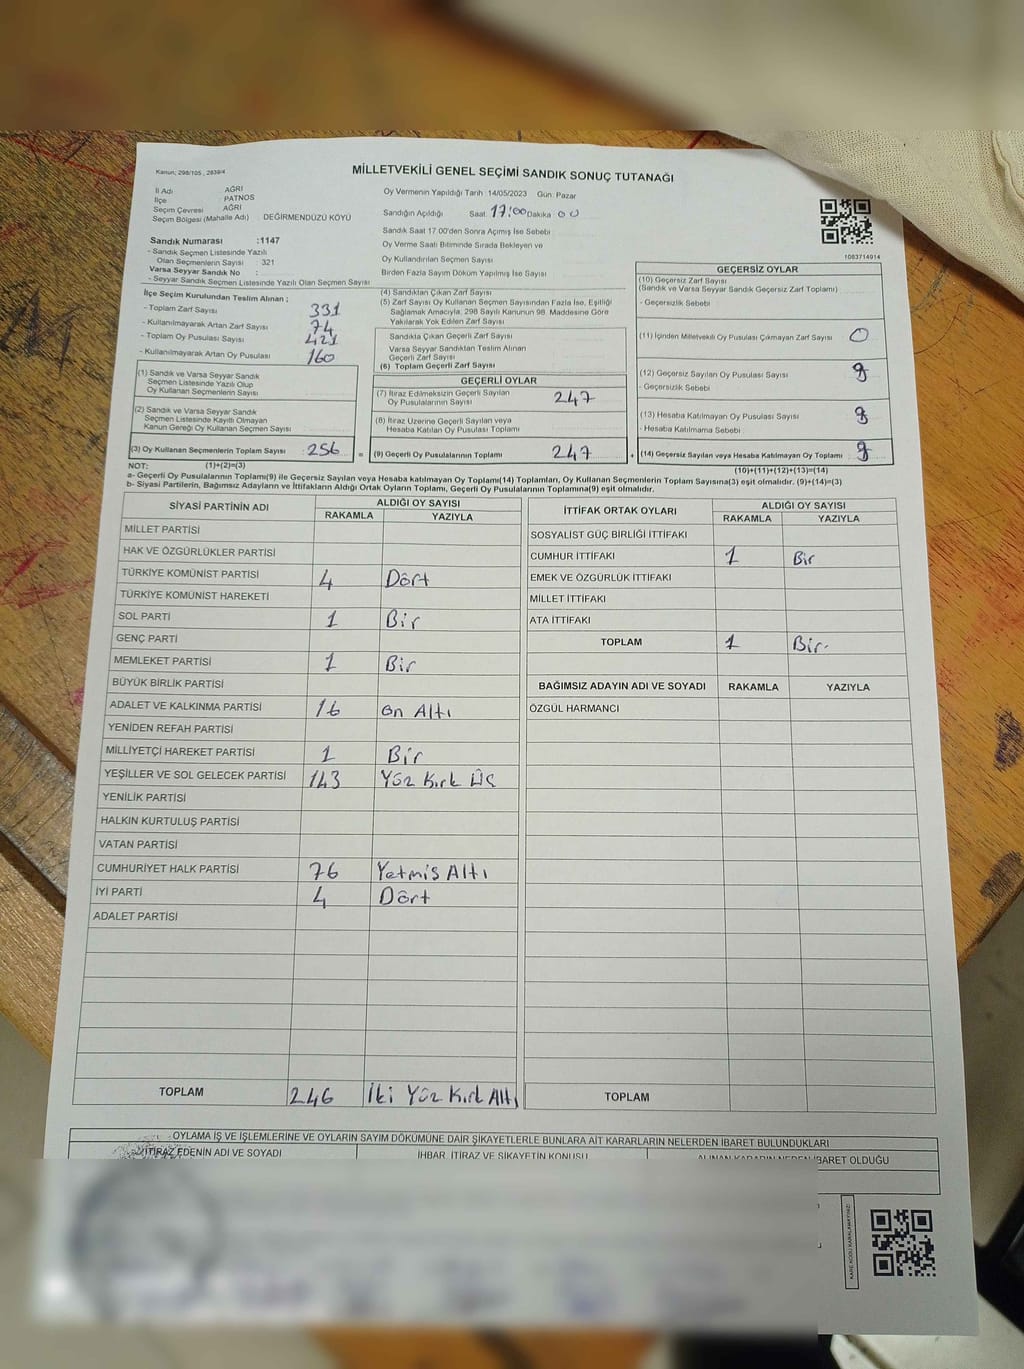 Kanun; 298/105 , 2839/4
MİLLETVEKİLİ GENEL SEÇİMİ SANDIK SONUÇ TUTANAĞI
İl Adı AĞRI
İlçe PATNOS
Seçim Çevresi AĞRI
Seçim Bölgesi (Mahalle Adı) : DEĞİRMENDÜZÜ KÖYÜ
Sandık Numarası :1147
- Sandık Seçmen Listesinde Yazılı
Olan Seçmenlerin Sayısı : 321
Varsa Seyyar Sandık No :
- Seyyar Sandık Seçmen Listesinde Yazılı Olan Seçmen Sayısı
Oy Vermenin Yapıldığı Tarih :14/05/2023 Gün: Pazar
Sandığın Açıldığı Saat: 17:00 Dakika 00
Sandık Saat 17.00'den Sonra Açımış İse Sebebi
Oy Verme Saati Bitiminde Sırada Bekleyen ve
Oy Kullandırılan Seçmen Sayısı
Birden Fazla Sayım Döküm Yapılmış İse Sayısı
1083714914
İlçe Seçim Kurulundan Teslim Alınan ;
- Toplam Zarf Sayısı 331
- Kullanılmayarak Artan Zarf Sayısı 74
- Toplam Oy Pusulası Sayısı 421
- Kullanılmayarak Artan Oy Pusulası 160
(1) Sandık ve Varsa Seyyar Sandık
Seçmen Listesinde Yazılı Olup
Oy Kullanan Seçmenlerin Sayısı
(2) Sandık ve Varsa Seyyar Sandık
Seçmen Listesinde Kayıtlı Olmayan
Kanun Gereği Oy Kullanan Seçmen Sayısı
(3) Oy Kullanan Seçmenlerin Toplam Sayısı 256 =
(4) Sandıktan Çıkan Zarf Sayısı
(5) Zarf Sayısı Oy Kullanan Seçmen Sayısından Fazla İse, Eşitliği
Sağlamak Amacıyla; 298 Sayılı Kanunun 98. Maddesine Göre
Yakılarak Yok Edilen Zarf Sayısı
Sandıkta Çıkan Geçerli Zarf Sayısı
Varsa Seyyar Sandıktan Teslim Alınan
Geçerli Zarf Sayısı
(6) Toplam Geçerli Zarf Sayısı
GEÇERLİ OYLAR
(7) İtiraz Edilmeksizin Geçerli Sayılan
Oy Pusulalarının Sayısı 247
(8) İtiraz Üzerine Geçerli Sayılan veya
Hesaba Katılan Oy Pusulası Toplamı
(9) Geçerli Oy Pusulalarının Toplamı 247 +
GEÇERSİZ OYLAR
(10) Geçersiz Zarf Sayısı
(Sandık ve Varsa Seyyar Sandık Geçersiz Zarf Toplamı)
- Geçersizlik Sebebi
(11) İçinden Milletvekili Oy Pusulası Çıkmayan Zarf Sayısı 0
(12) Geçersiz Sayılan Oy Pusulası Sayısı
- Geçersizlik Sebebi
(13) Hesaba Katılmayan Oy Pusulası Sayısı
- Hesaba Katılmama Sebebi
(14) Geçersiz Sayılan veya Hesaba Katılmayan Oy Toplamı
NOT: (1)+(2)=(3) (10)+(11)+(12)+(13)=(14)
a- Geçerli Oy Pusulalarının Toplamı(9) ile Geçersiz Sayılan veya Hesaba katılmayan Oy Toplamı(14) Toplamları, Oy Kullanan Seçmenlerin Toplam Sayısına(3) eşit olmalıdır. (9)+(14)=(3)
b- Siyasi Partilerin, Bağımsız Adayların ve İttifakların Aldığı Ortak Oyların Toplamı, Geçerli Oy Pusulalarının Toplamına(9) eşit olmalıdır.
SİYASİ PARTİNİN ADI ALDIĞI OY SAYISI
RAKAMLA YAZIYLA
MİLLET PARTİSİ
HAK VE ÖZGÜRLÜKLER PARTİSİ
TÜRKİYE KOMÜNİST PARTİSİ 4 Dört
TÜRKİYE KOMÜNİST HAREKETİ
SOL PARTİ 1 Bir
GENÇ PARTİ
MEMLEKET PARTİSİ 1 Bir
BÜYÜK BİRLİK PARTİSİ
ADALET VE KALKINMA PARTİSİ 16 on Altı
YENİDEN REFAH PARTİSİ
MİLLİYETÇİ HAREKET PARTİSİ 1 Bir
YEŞİLLER VE SOL GELECEK PARTİSİ 143 Yüz Kırk Üç
YENİLİK PARTİSİ
HALKIN KURTULUŞ PARTİSİ
VATAN PARTİSİ
CUMHURİYET HALK PARTİSİ 76 Yetmiş Altı
İYİ PARTİ 4 Dört
ADALET PARTİSİ
TOPLAM 246 İki Yüz Kırk Altı
İTTİFAK ORTAK OYLARI ALDIĞI OY SAYISI
RAKAMLA YAZIYLA
SOSYALİST GÜÇ BİRLİĞİ İTTİFAKI
CUMHUR İTTİFAKI 1 Bir
EMEK VE ÖZGÜRLÜK İTTİFAKI
MİLLET İTTİFAKI
ATA İTTİFAKI
TOPLAM 1 Bir
BAĞIMSIZ ADAYIN ADI VE SOYADI RAKAMLA YAZIYLA
ÖZGÜL HARMANCI
TOPLAM
OYLAMA İŞ VE İŞLEMLERİNE VE OYLARIN SAYIM DÖKÜMÜNE DAİR ŞİKAYETLERLE BUNLARA AİT KARARLARIN NELERDEN İBARET BULUNDUKLARI
İTİRAZ EDENİN ADI VE SOYADI İHBAR, İTİRAZ VE ŞİKAYETİN KONUSU ALINAN KARARIN NEDEN İBARET OLDUĞU
KARE KODU KARALAMAYINIZ!